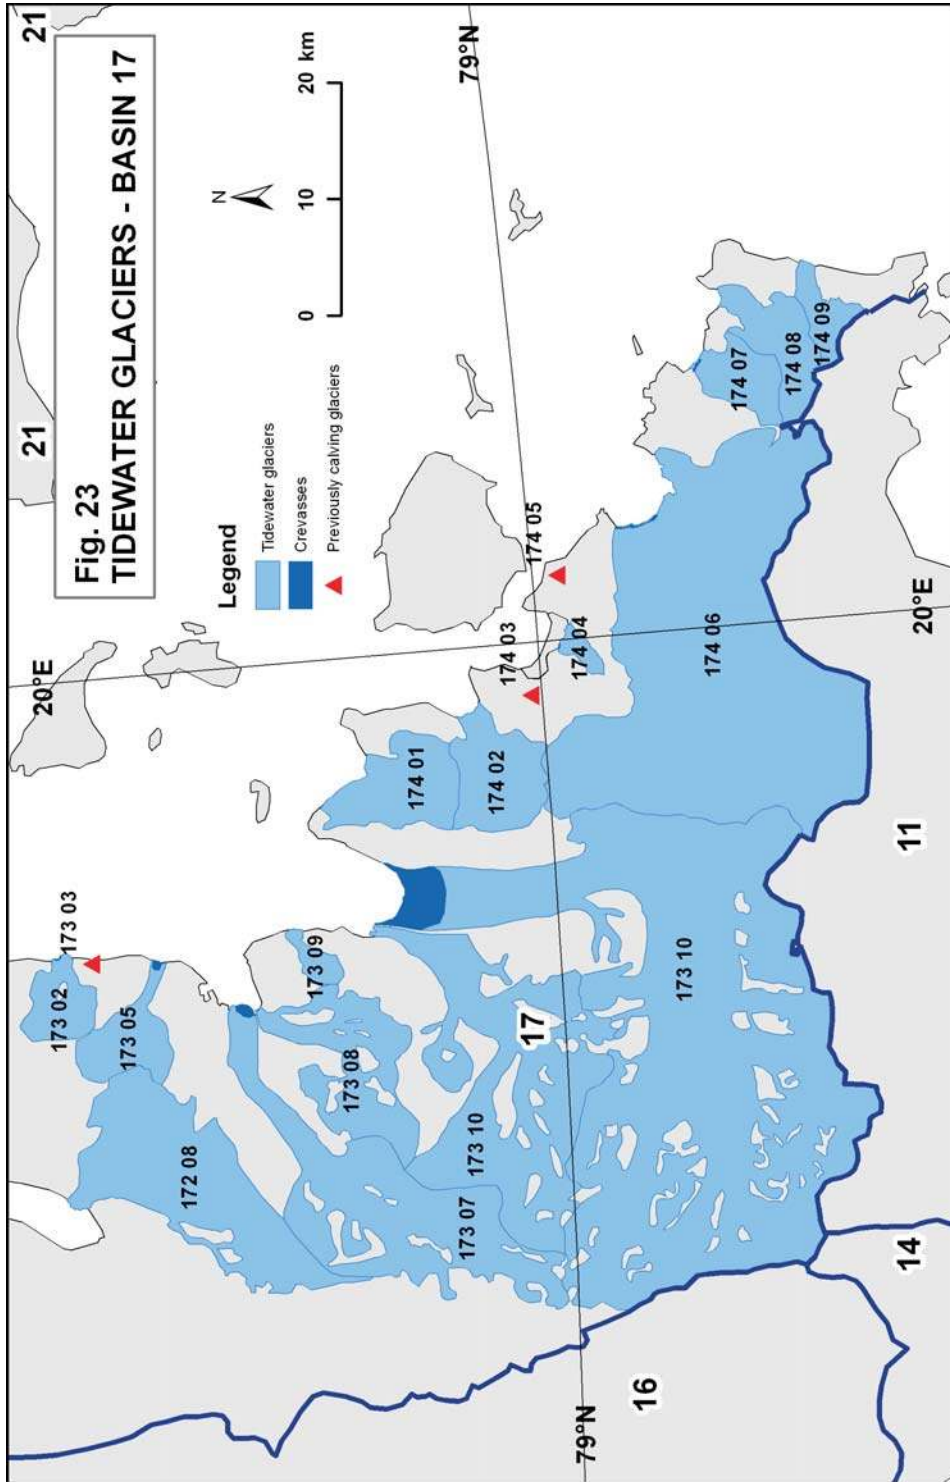 Fig. 23
TIDEWATER GLACIERS - BASIN 17
N
0 10 20 km
Legend
Tidewater glaciers
Crevasses
Previously calving glaciers
21
21
20°E
79°N
173 03
173 02
173 05
172 08
173 09
173 08
174 01
174 02
174 03
174 05
174 04
173 10
173 07
17
173 10
174 06
174 07
174 08
174 09
79°N
16
14
11
20°E